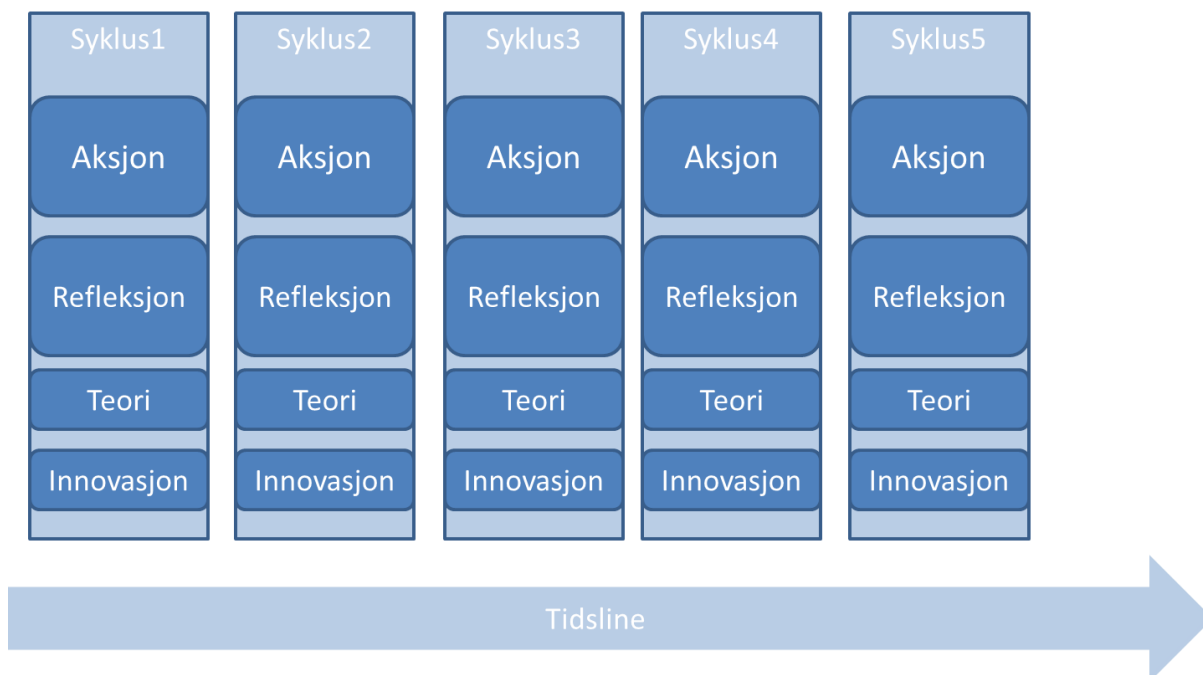 Syklus1
Aksjon
Refleksjon
Teori
Innovasjon
Syklus2
Aksjon
Refleksjon
Teori
Innovasjon
Syklus3
Aksjon
Refleksjon
Teori
Innovasjon
Syklus4
Aksjon
Refleksjon
Teori
Innovasjon
Syklus5
Aksjon
Refleksjon
Teori
Innovasjon
Tidsline